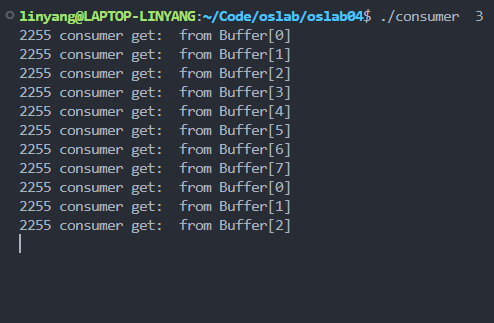 linyang@LAPTOP-LINYANG:~/Code/oslab/oslab04$ ./consumer  3
2255 consumer get:  from Buffer[0]
2255 consumer get:  from Buffer[1]
2255 consumer get:  from Buffer[2]
2255 consumer get:  from Buffer[3]
2255 consumer get:  from Buffer[4]
2255 consumer get:  from Buffer[5]
2255 consumer get:  from Buffer[6]
2255 consumer get:  from Buffer[7]
2255 consumer get:  from Buffer[0]
2255 consumer get:  from Buffer[1]
2255 consumer get:  from Buffer[2]